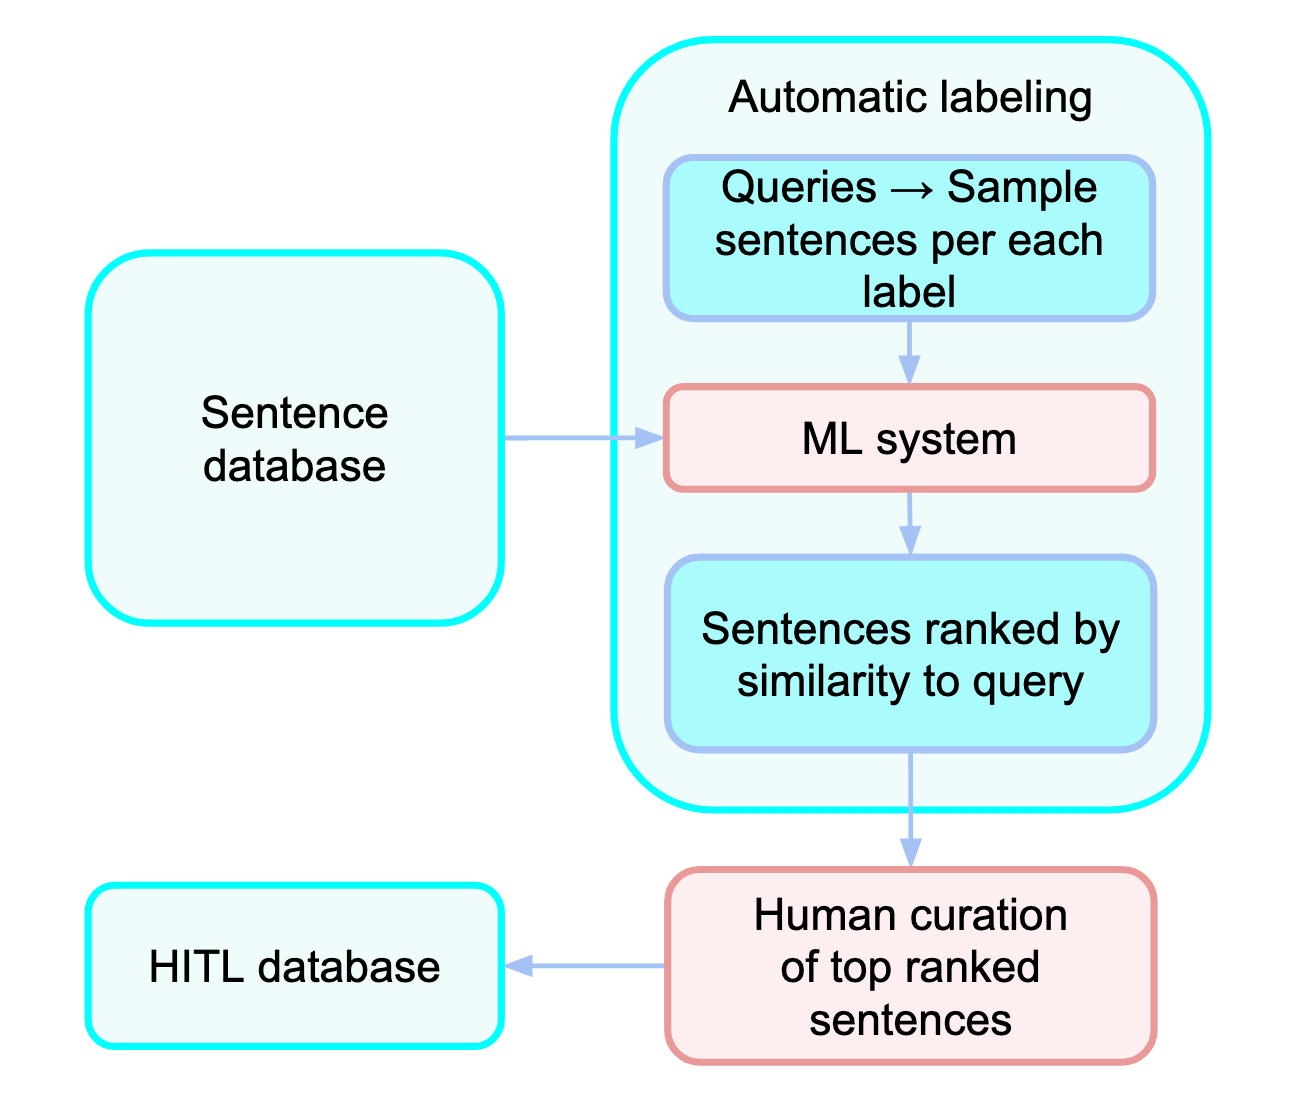 Automatic labeling
Queries → Sample
sentences per each
label
Sentence
database
ML system
Sentences ranked by
similarity to query
Human curation
of top ranked
sentences
HITL database